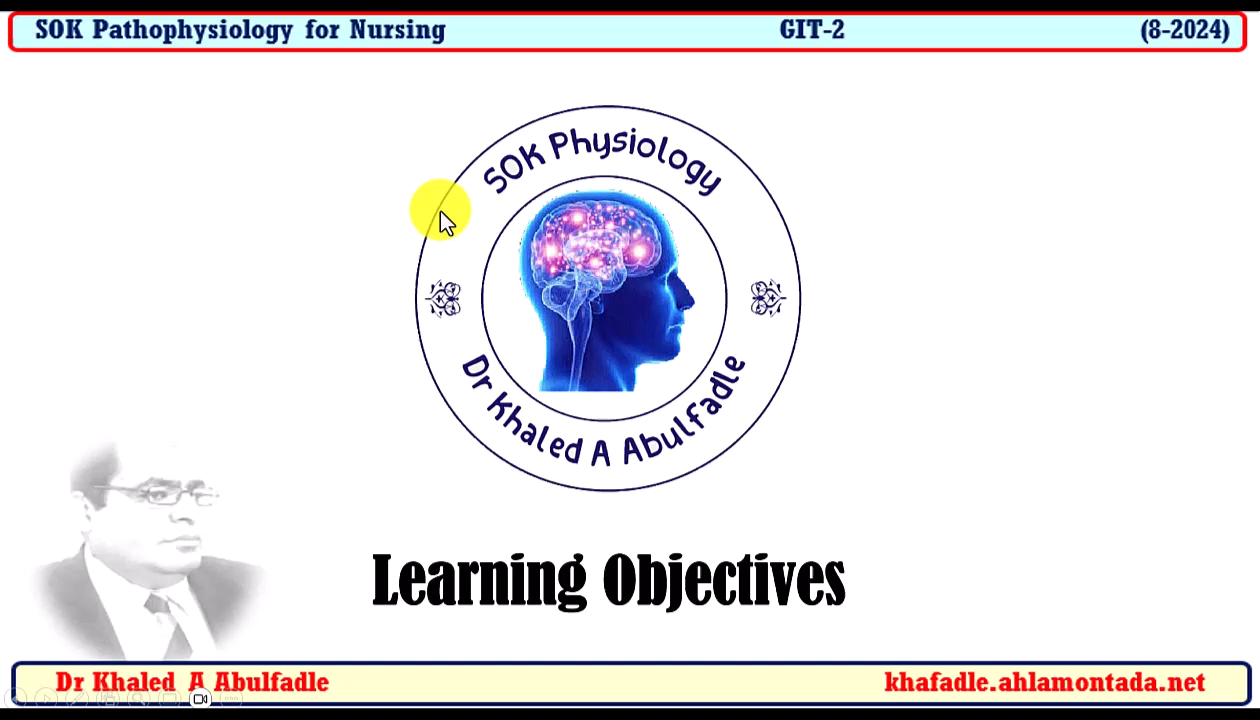 SOK Pathophysiology for Nursing GIT-2 (8-2024)
SOK Physiology
Dr Khaled A Abulfadle
Learning Objectives
Dr Khaled A Abulfadle khafadle.ahlamontada.net